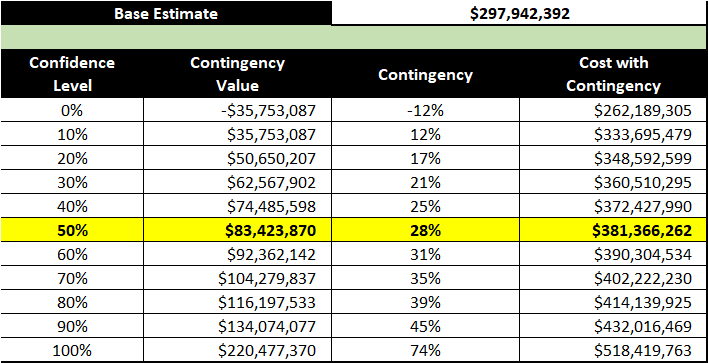 Base Estimate $297,942,392
Confidence Level Contingency Value Contingency Cost with Contingency
0% -$35,753,087 -12% $262,189,305
10% $35,753,087 12% $333,695,479
20% $50,650,207 17% $348,592,599
30% $62,567,902 21% $360,510,295
40% $74,485,598 25% $372,427,990
50% $83,423,870 28% $381,366,262
60% $92,362,142 31% $390,304,534
70% $104,279,837 35% $402,222,230
80% $116,197,533 39% $414,139,925
90% $134,074,077 45% $432,016,469
100% $220,477,370 74% $518,419,763